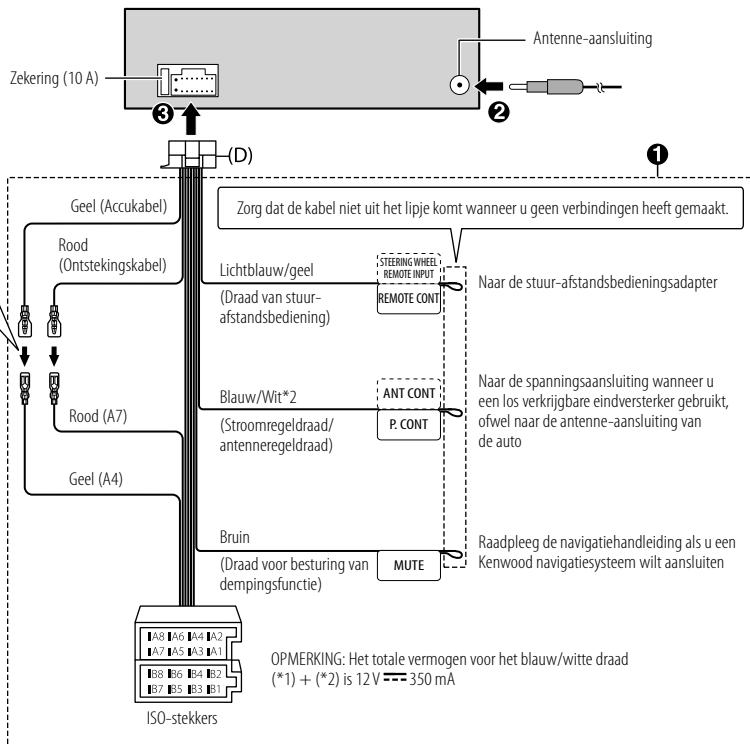 Antenne-aansluiting
Zekering (10 A)
❸
❷
(D)
❶
Geel (Accukabel)
Zorg dat de kabel niet uit het lipje komt wanneer u geen verbindingen heeft gemaakt.
Rood
(Ontstekingskabel)
Lichtblauw/geel
(Draad van stuur-
afstandsbediening)
STEERING WHEEL
REMOTE INPUT
REMOTE CONT
Naar de stuur-afstandsbedieningsadapter
Blauw/Wit*2
(Stroomregeldraad/
antenneregeldraad)
ANT CONT
P. CONT
Naar de spanningsaansluiting wanneer u
een los verkrijgbare eindversterker gebruikt,
ofwel naar de antenne-aansluiting van
de auto
Rood (A7)
Geel (A4)
Bruin
(Draad voor besturing van
dempingsfunctie)
MUTE
Raadpleeg de navigatiehandleiding als u een
Kenwood navigatiesysteem wilt aansluiten
A8 A6 A4 A2
A7 A5 A3 A1
B8 B6 B4 B2
B7 B5 B3 B1
ISO-stekkers
OPMERKING: Het totale vermogen voor het blauw/witte draad
(*1) + (*2) is 12 V ⎓ 350 mA